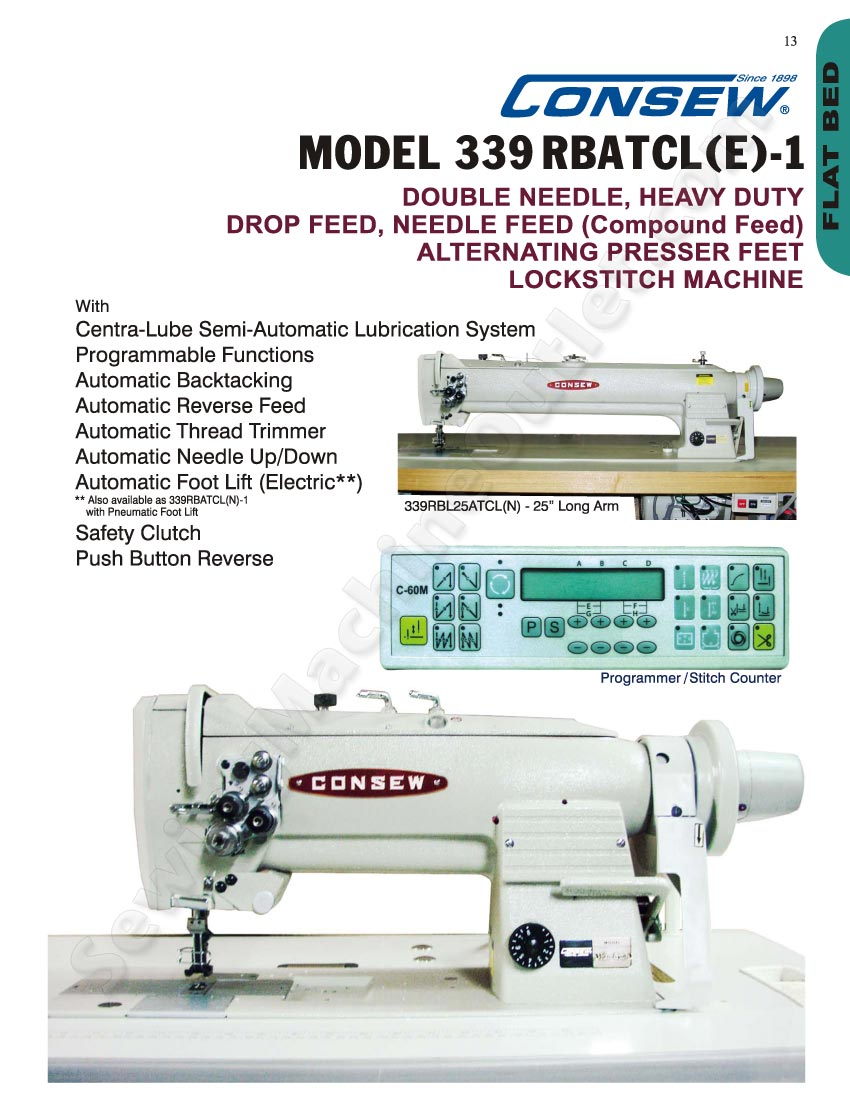 13
FLAT BED
Since 1898
CONSEW®
MODEL 339 RBATCL(E)-1
DOUBLE NEEDLE, HEAVY DUTY
DROP FEED, NEEDLE FEED (Compound Feed)
ALTERNATING PRESSER FEET
LOCKSTITCH MACHINE
With
Centra-Lube Semi-Automatic Lubrication System
Programmable Functions
Automatic Backtacking
Automatic Reverse Feed
Automatic Thread Trimmer
Automatic Needle Up/Down
Automatic Foot Lift (Electric**)
** Also available as 339RBATCL(N)-1
with Pneumatic Foot Lift
Safety Clutch
Push Button Reverse
CONSEW
339RBL25ATCL(N) - 25” Long Arm
A B C D
C-60M
E F
G H
P S
Programmer/Stitch Counter
CONSEW
SewingMachineOutlet.com